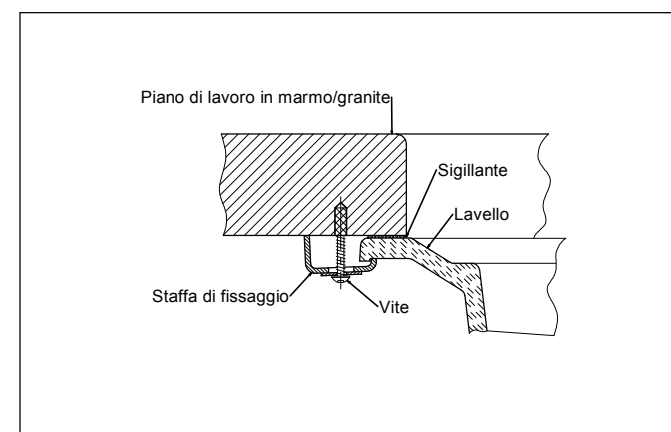 Piano di lavoro in marmo/granite
Sigillante
Lavello
Staffa di fissaggio
Vite